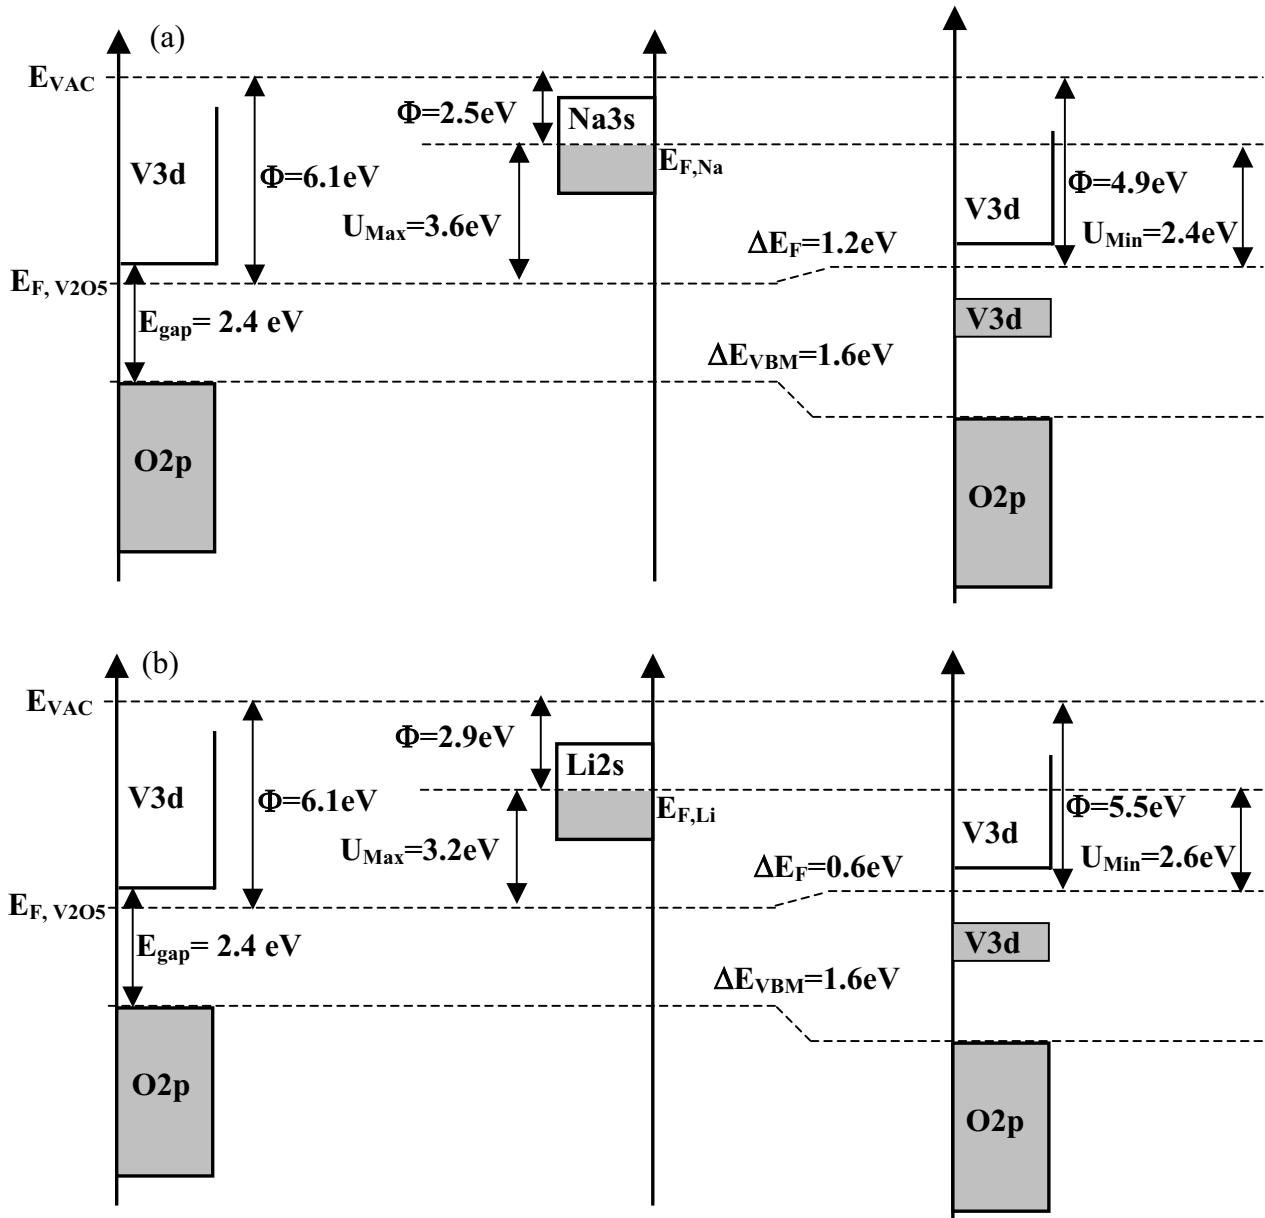 (a)
E_VAC
Φ=2.5eV
Na3s
V3d
E_F,Na
Φ=6.1eV
Φ=4.9eV
V3d
U_Max=3.6eV
U_Min=2.4eV
ΔE_F=1.2eV
E_F, V2O5
E_gap= 2.4 eV
V3d
ΔE_VBM=1.6eV
O2p
O2p
(b)
E_VAC
Φ=2.9eV
Li2s
V3d
Φ=6.1eV
E_F,Li
Φ=5.5eV
V3d
U_Max=3.2eV
U_Min=2.6eV
ΔE_F=0.6eV
E_F, V2O5
E_gap= 2.4 eV
V3d
ΔE_VBM=1.6eV
O2p
O2p